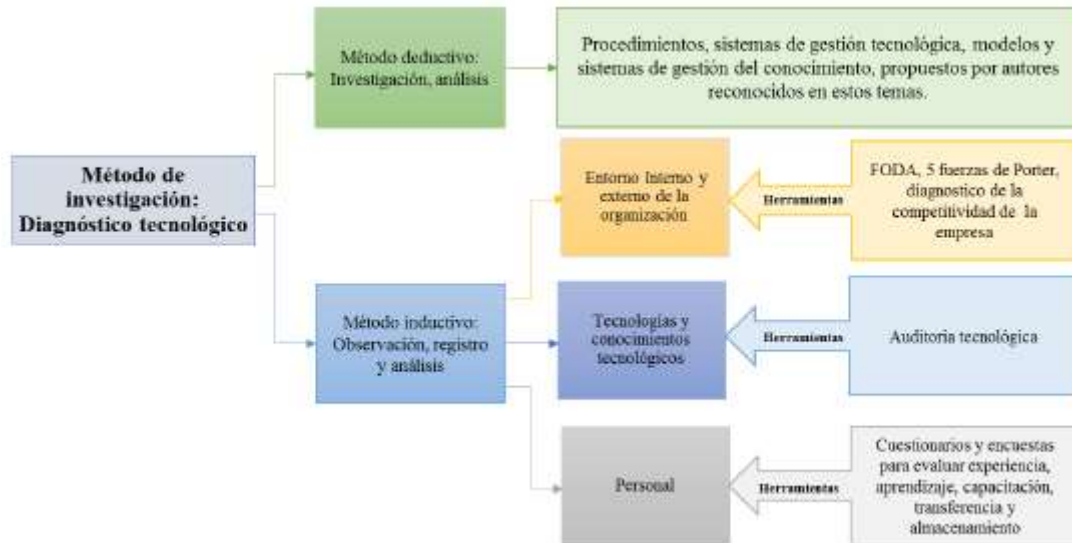 Método deductivo:
Investigación, análisis
Procedimientos, sistemas de gestión tecnológica, modelos y
sistemas de gestión del conocimiento, propuestos por autores
reconocidos en estos temas.
Método de
investigación:
Diagnóstico tecnológico
Entorno Interno y
externo de la
organización
Herramientas
FODA, 5 fuerzas de Porter,
diagnostico de la
competitividad de la
empresa
Método inductivo:
Observación, registro
y análisis
Tecnologías y
conocimientos
tecnológicos
Herramientas
Auditoria tecnológica
Personal
Herramientas
Cuestionarios y encuestas
para evaluar experiencia,
aprendizaje, capacitación,
transferencia y
almacenamiento